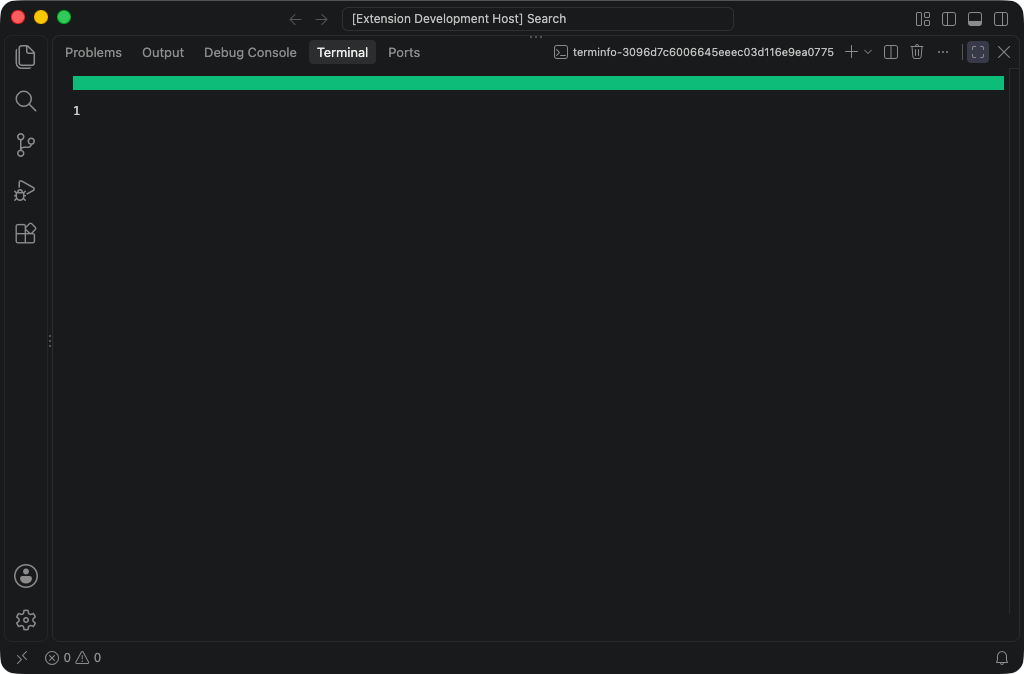 [Extension Development Host] Search
Problems Output Debug Console Terminal Ports terminfo-3096d7c6006645eeec03d116e9ea0775
1
0 0